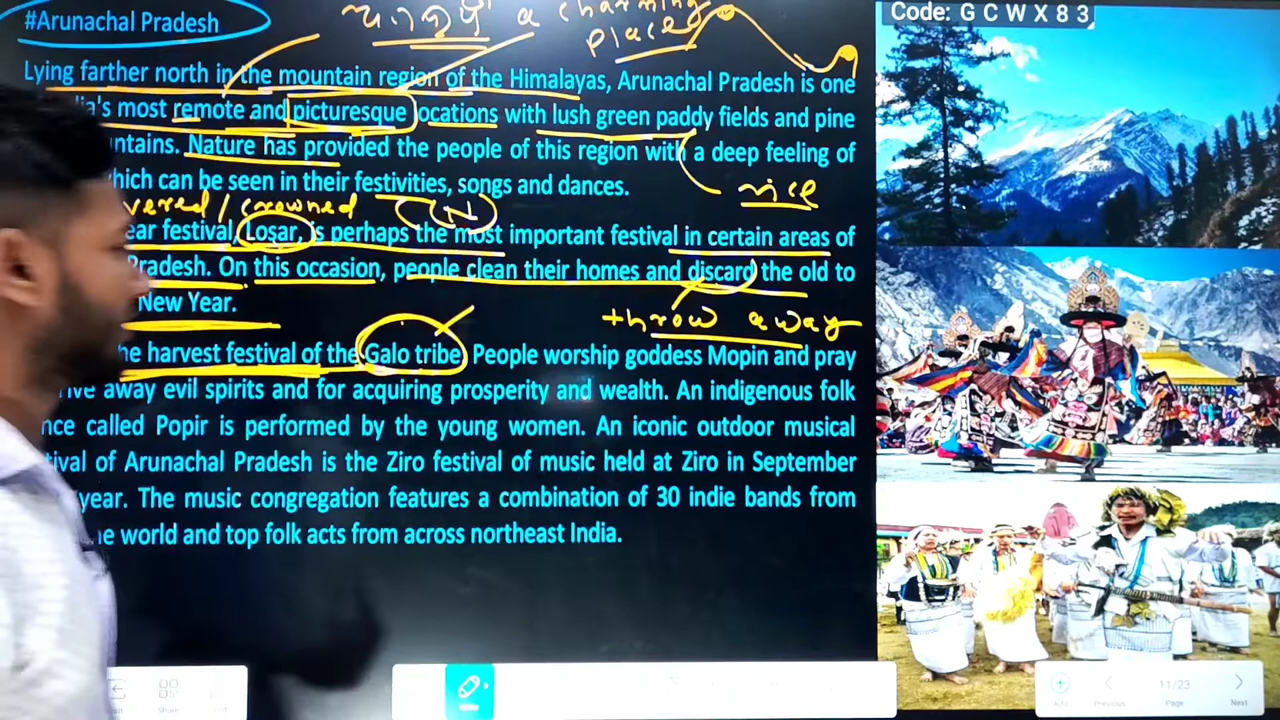 #Arunachal Pradesh
a charming
place
Code: G C W X 8 3
Lying farther north in the mountain region of the Himalayas, Arunachal Pradesh is one
's most remote and picturesque locations with lush green paddy fields and pine
ntains. Nature has provided the people of this region with a deep feeling of
hich can be seen in their festivities, songs and dances.
rice
vered / crowned
(N)
ear festival, Losar, is perhaps the most important festival in certain areas of
Pradesh. On this occasion, people clean their homes and discard the old to
New Year.
throw away
he harvest festival of the Galo tribe. People worship goddess Mopin and pray
ive away evil spirits and for acquiring prosperity and wealth. An indigenous folk
nce called Popir is performed by the young women. An iconic outdoor musical
tival of Arunachal Pradesh is the Ziro festival of music held at Ziro in September
year. The music congregation features a combination of 30 indie bands from
e world and top folk acts from across northeast India.
Share
Add
Previous
11/23
Page
Next